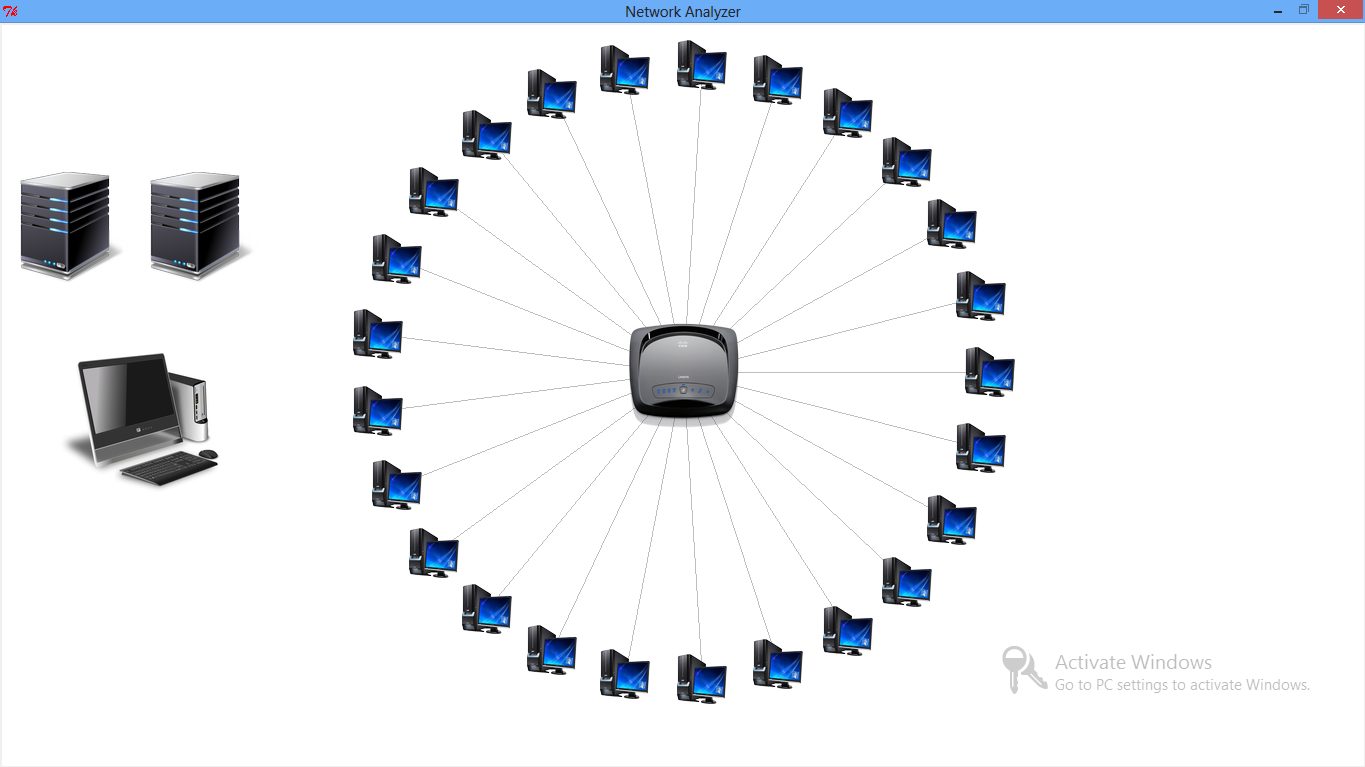 Network Analyzer
Activate Windows
Go to PC settings to activate Windows.